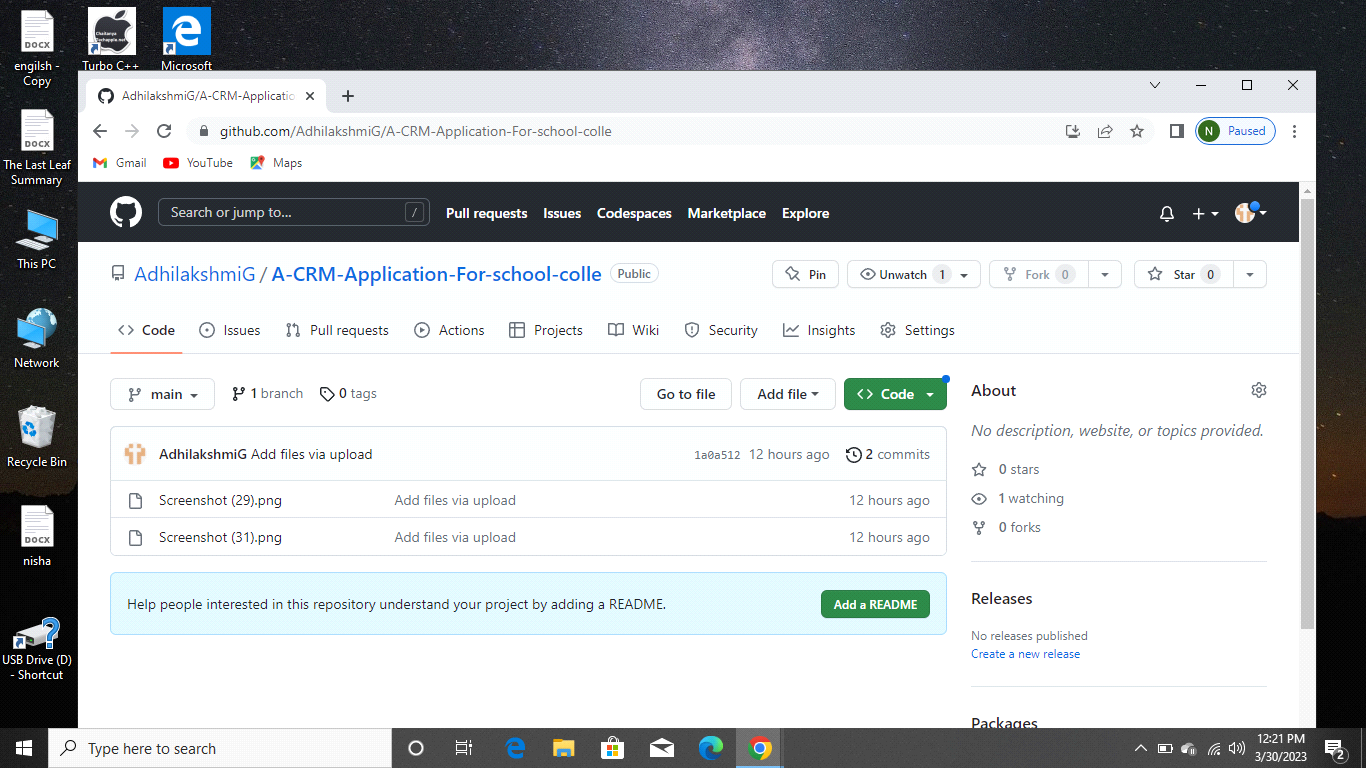 engilsh -
Copy
Chaitanya
Techapple.net
Turbo C++
Microsoft
The Last Leaf
Summary
This PC
Network
Recycle Bin
nisha
USB Drive (D)
- Shortcut
DOCX
DOCX
DOCX
AdhilakshmiG/A-CRM-Applicatio
github.com/AdhilakshmiG/A-CRM-Application-For-school-colle
N Paused
Gmail YouTube Maps
Search or jump to... / Pull requests Issues Codespaces Marketplace Explore
AdhilakshmiG / A-CRM-Application-For-school-colle Public Pin Unwatch 1 Fork 0 Star 0
Code Issues Pull requests Actions Projects Wiki Security Insights Settings
main 1 branch 0 tags Go to file Add file Code
AdhilakshmiG Add files via upload 1a0a512 12 hours ago 2 commits
Screenshot (29).png Add files via upload 12 hours ago
Screenshot (31).png Add files via upload 12 hours ago
Help people interested in this repository understand your project by adding a README. Add a README
About
No description, website, or topics provided.
0 stars
1 watching
0 forks
Releases
No releases published
Create a new release
Packages
Type here to search
12:21 PM
3/30/2023
2